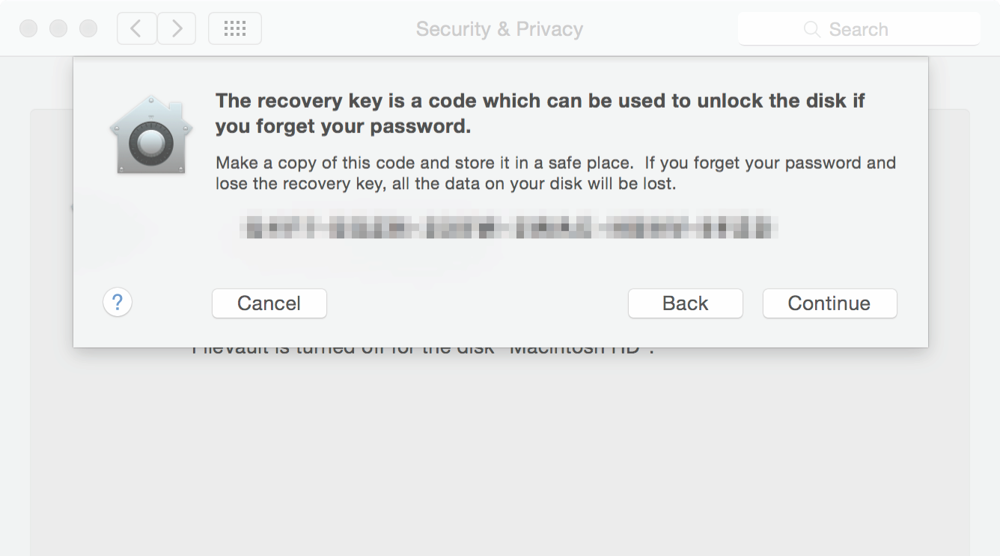 Security & Privacy
Search
The recovery key is a code which can be used to unlock the disk if
you forget your password.
Make a copy of this code and store it in a safe place.  If you forget your password and
lose the recovery key, all the data on your disk will be lost.
?
Cancel
Back
Continue
FileVault is turned off for the disk "Macintosh HD".